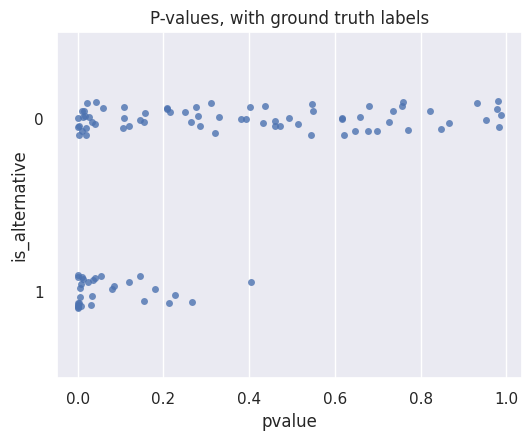 P-values, with ground truth labels
is_alternative
0
1
0.0 0.2 0.4 0.6 0.8 1.0
pvalue